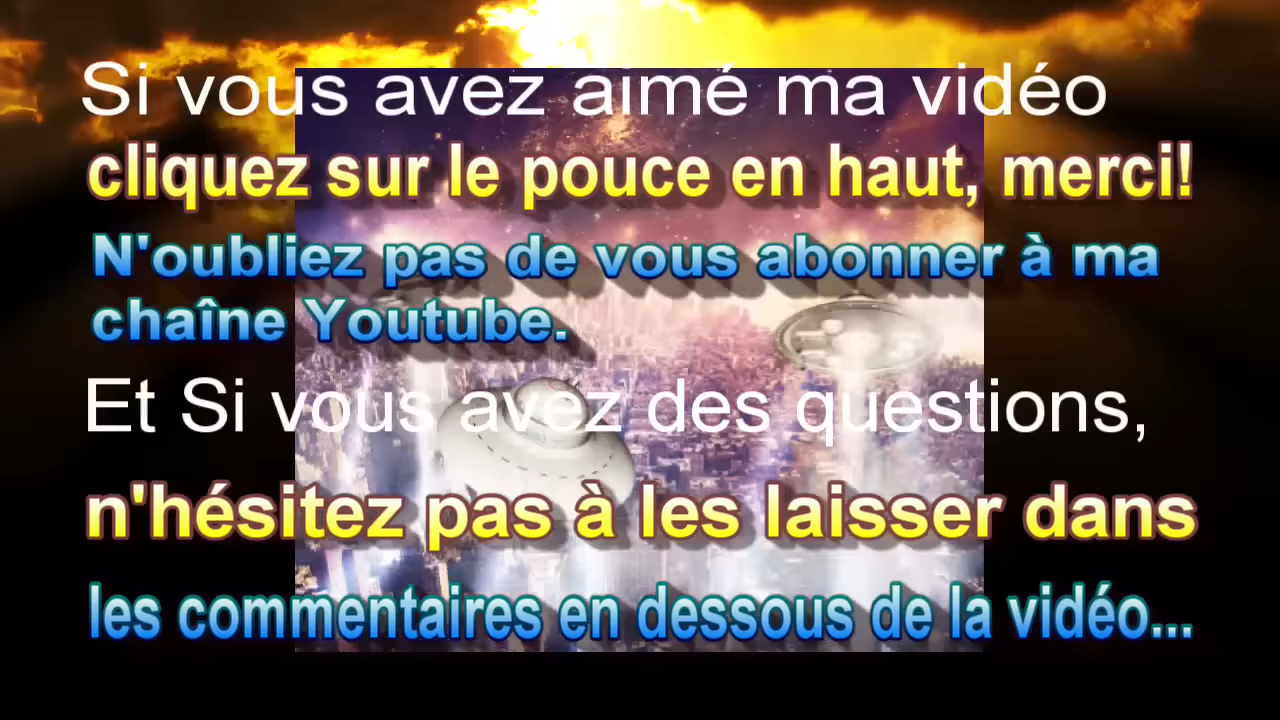 Si vous avez aimé ma vidéo
cliquez sur le pouce en haut, merci!
N'oubliez pas de vous abonner à ma
chaîne Youtube.
Et Si vous avez des questions,
n'hésitez pas à les laisser dans
les commentaires en dessous de la vidéo...